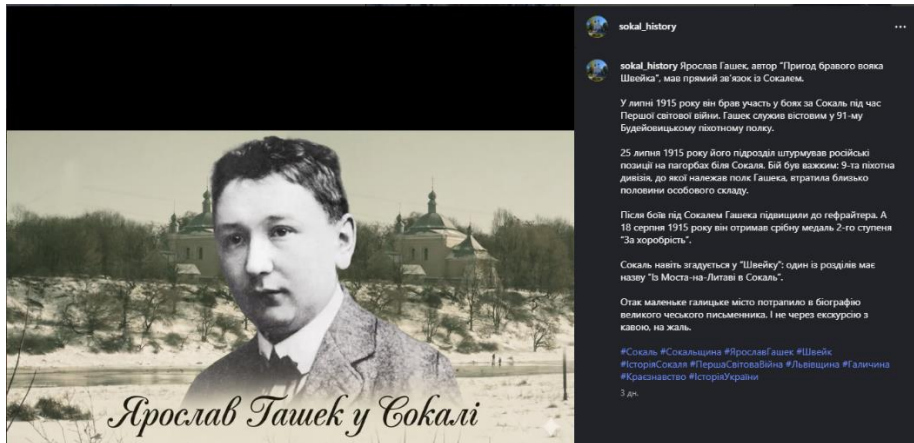 Ярослав Гашек у Сокалі
sokal_history
sokal_history Ярослав Гашек, автор "Пригод бравого вояка
Швейка", мав прямий зв'язок із Сокалем.
У липні 1915 року він брав участь у боях за Сокаль під час
Першої світової війни. Гашек служив вістовим у 91-му
Будейовицькому піхотному полку.
25 липня 1915 року його підрозділ штурмував російські
позиції на пагорбах біля Сокаля. Бій був важким: 9-та піхотна
дивізія, до якої належав полк Гашека, втратила близько
половини особового складу.
Після боїв під Сокалем Гашека підвищили до гефрайтера. А
18 серпня 1915 року він отримав срібну медаль 2-го ступеня
"За хоробрість".
Сокаль навіть згадується у "Швейку": один із розділів має
назву "Із Моста-на-Литаві в Сокаль".
Отак маленьке галицьке місто потрапило в біографію
великого чеського письменника. І не через екскурсію з
кавою, на жаль.
#Сокаль #Сокальщина #ЯрославГашек #Швейк
#ІсторіяСокаля #ПершаСвітоваВійна #Львівщина #Галичина
#Краєзнавство #ІсторіяУкраїни
3 дн.